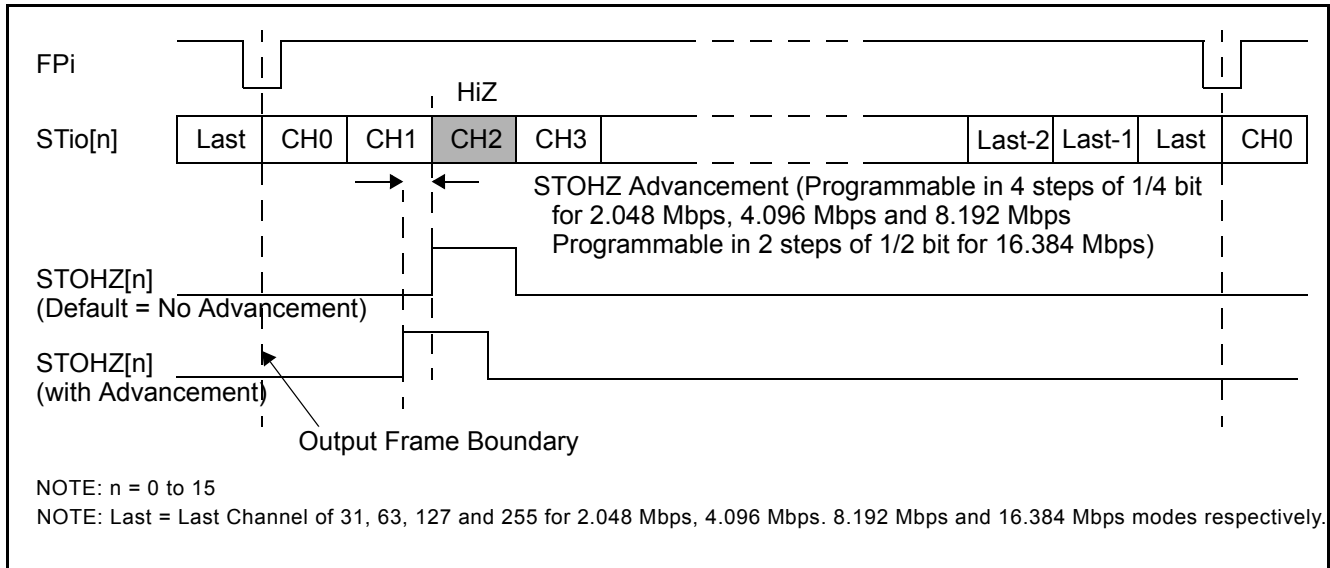 FPi
HiZ
STio[n]
Last CH0 CH1 CH2 CH3 Last-2 Last-1 Last CH0
STOHZ Advancement (Programmable in 4 steps of 1/4 bit
for 2.048 Mbps, 4.096 Mbps and 8.192 Mbps
Programmable in 2 steps of 1/2 bit for 16.384 Mbps)
STOHZ[n]
(Default = No Advancement)
STOHZ[n]
(with Advancement)
Output Frame Boundary
NOTE: n = 0 to 15
NOTE: Last = Last Channel of 31, 63, 127 and 255 for 2.048 Mbps, 4.096 Mbps. 8.192 Mbps and 16.384 Mbps modes respectively.